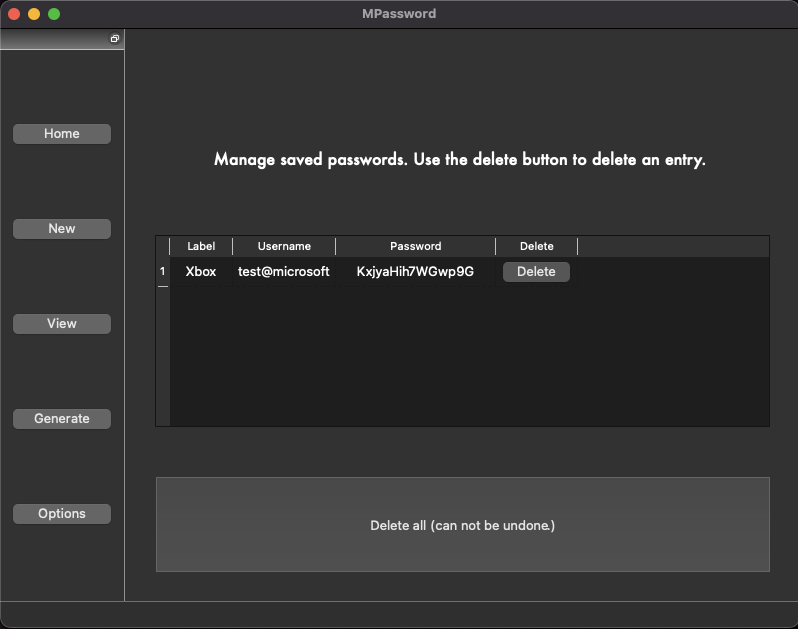 MPassword
Home
New
View
Generate
Options
Manage saved passwords. Use the delete button to delete an entry.
Label Username Password Delete
1 Xbox test@microsoft KxjyaHih7WGwp9G Delete
Delete all (can not be undone.)